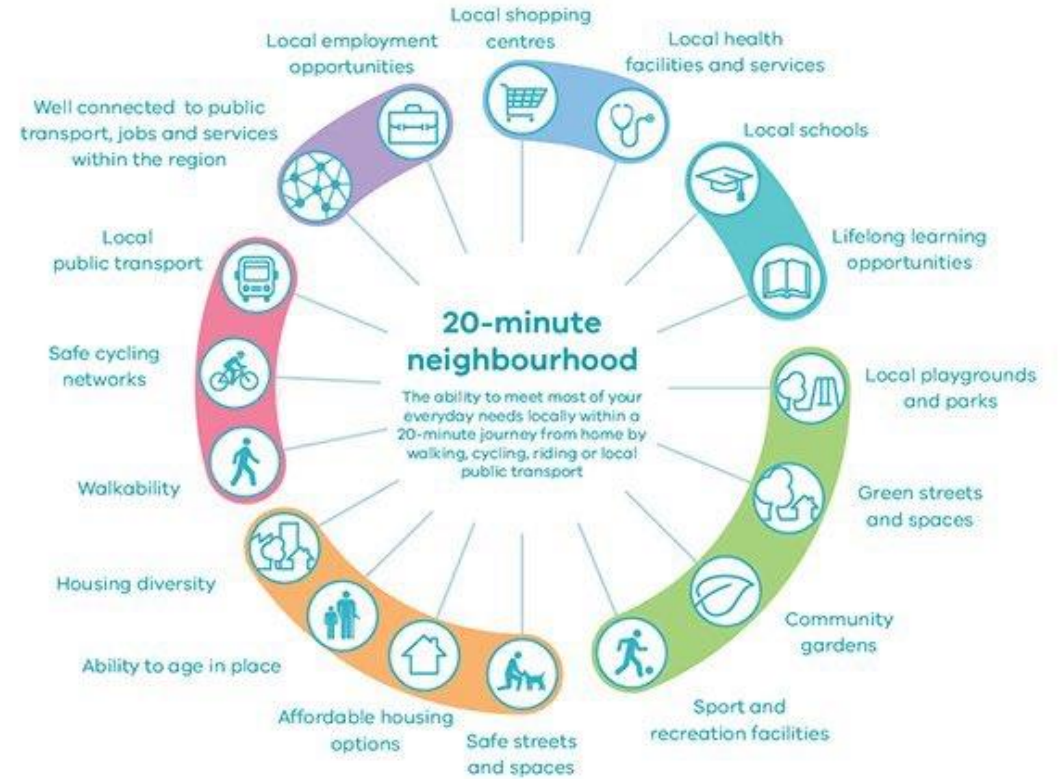 Local shopping
centres
Local health
facilities and services
Local schools
Lifelong learning
opportunities
Local playgrounds
and parks
Green streets
and spaces
Community
gardens
Sport and
recreation facilities
Safe streets
and spaces
Affordable housing
options
Ability to age in place
Housing diversity
Walkability
Safe cycling
networks
Local
public transport
Well connected to public
transport, jobs and services
within the region
Local employment
opportunities
20-minute
neighbourhood
The ability to meet most of your
everyday needs locally within a
20-minute journey from home by
walking, cycling, riding or local
public transport